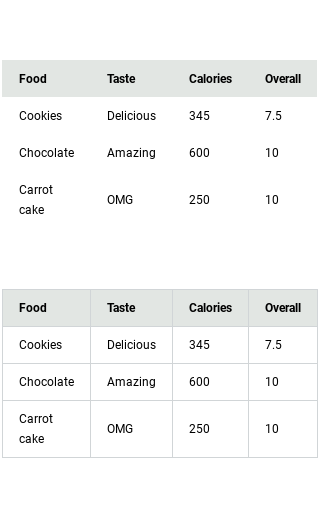 Food Taste Calories Overall
Cookies Delicious 345 7.5
Chocolate Amazing 600 10
Carrot
cake OMG 250 10
Food Taste Calories Overall
Cookies Delicious 345 7.5
Chocolate Amazing 600 10
Carrot
cake OMG 250 10